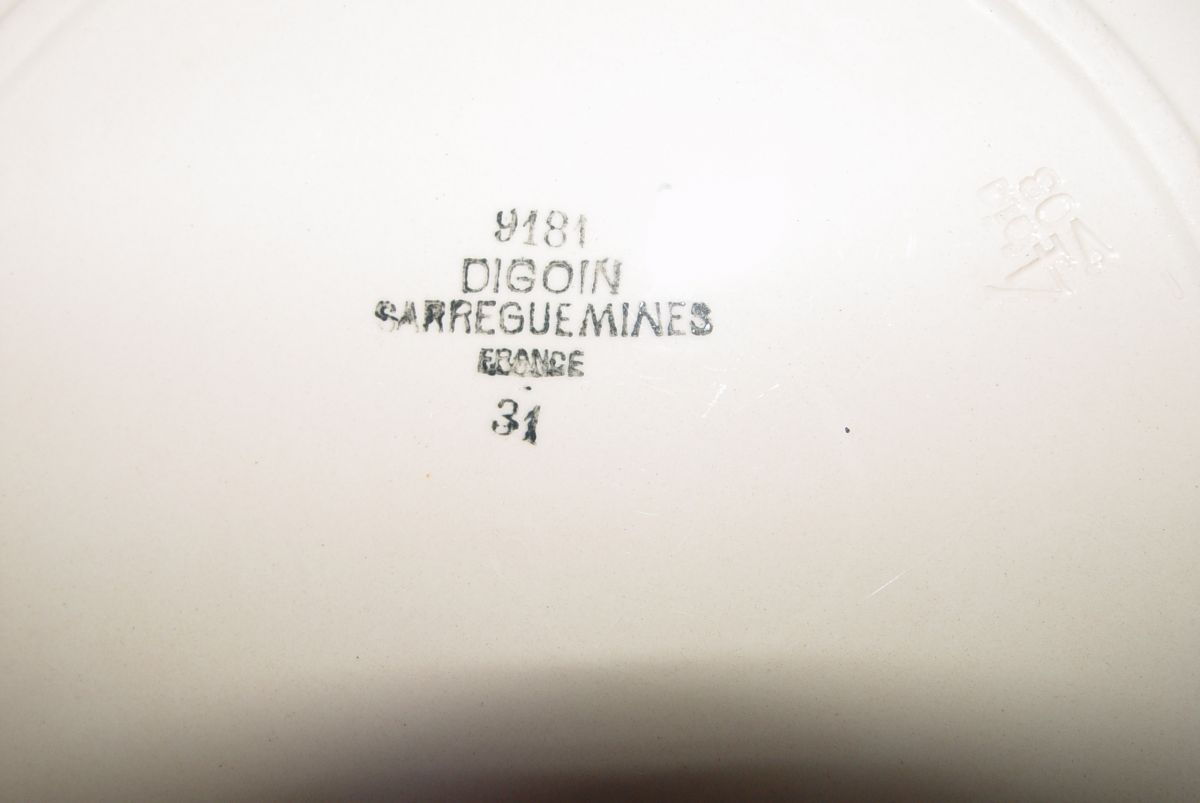 9181
DIGOIN
SARREGUEMINES
FRANCE
31